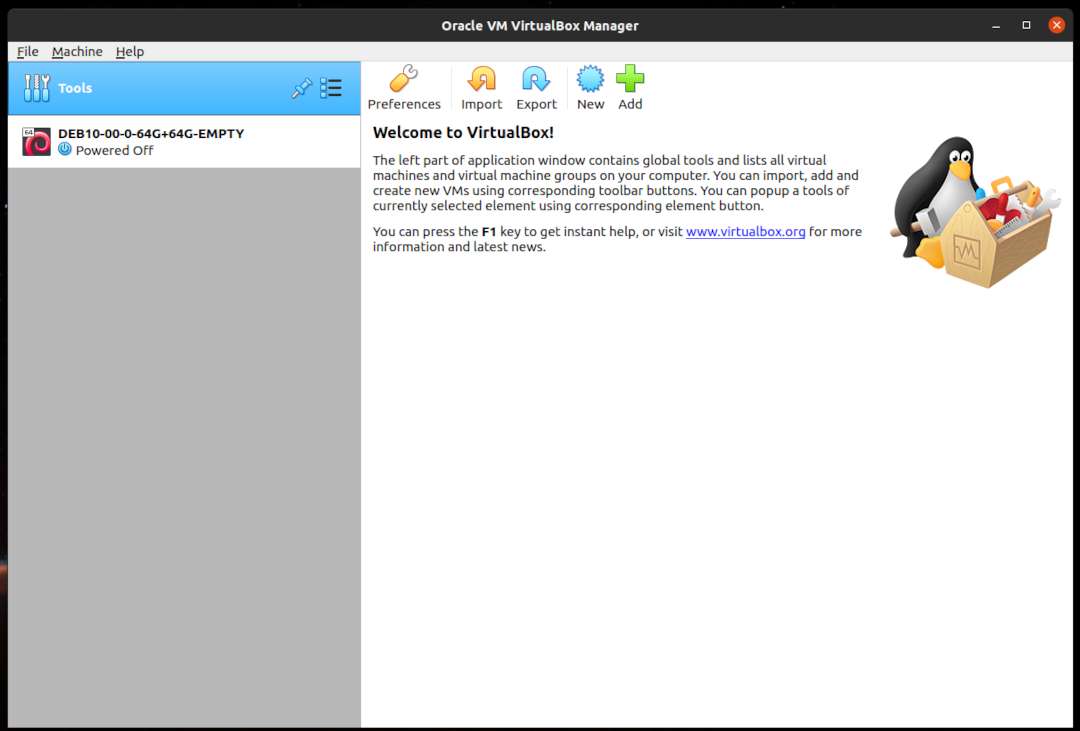 Oracle VM VirtualBox Manager
File Machine Help
Tools
Preferences Import Export New Add
64
DEB10-00-0-64G+64G-EMPTY
Powered Off
Welcome to VirtualBox!
The left part of application window contains global tools and lists all virtual
machines and virtual machine groups on your computer. You can import, add and
create new VMs using corresponding toolbar buttons. You can popup a tools of
currently selected element using corresponding element button.
You can press the F1 key to get instant help, or visit www.virtualbox.org for more
information and latest news.